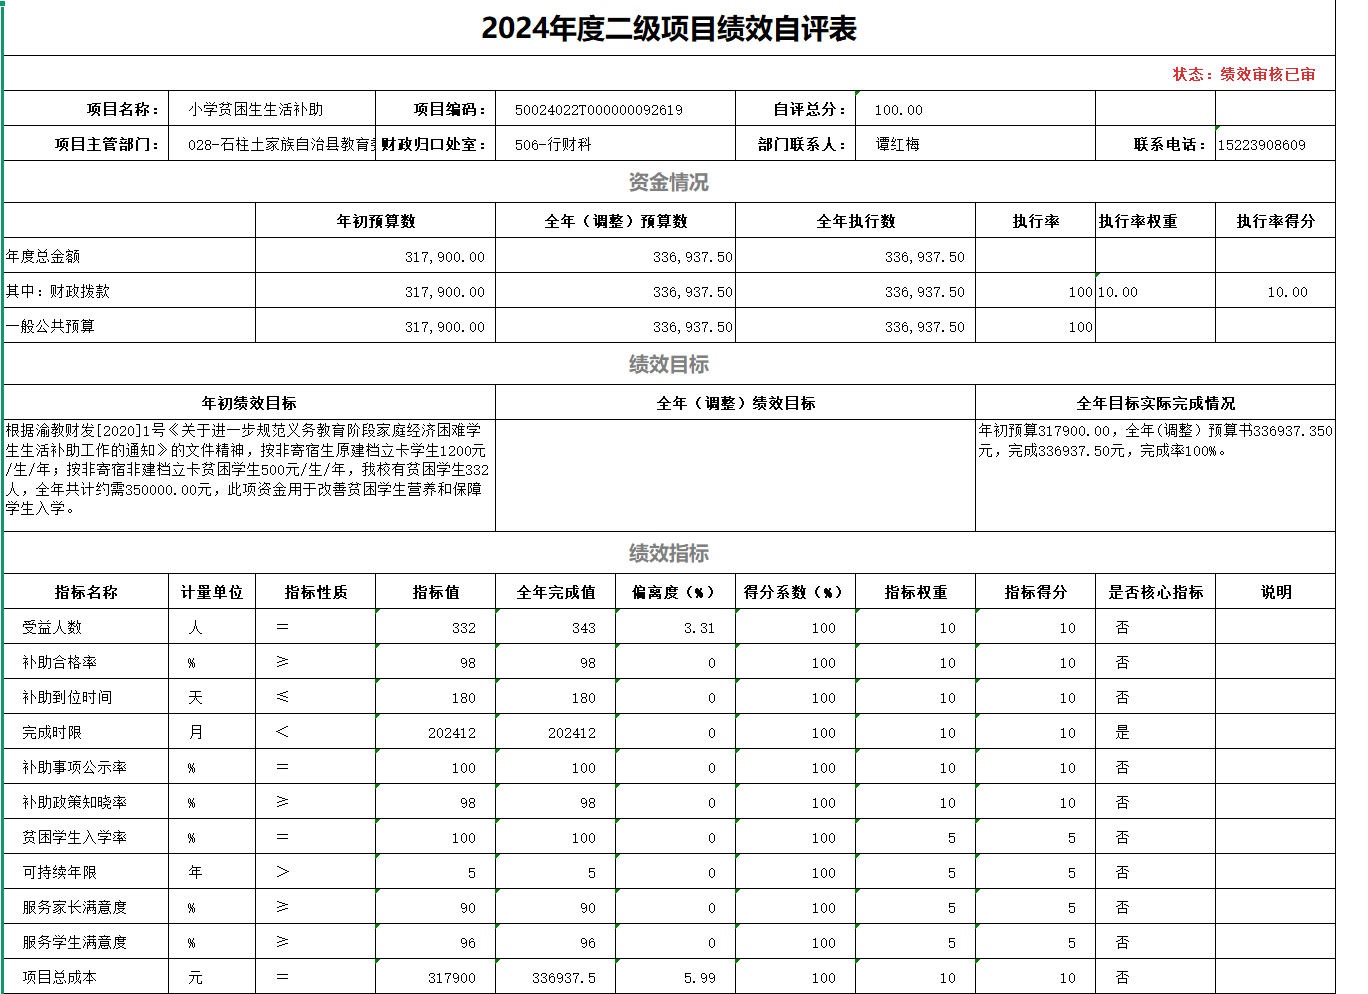 2024年度二级项目绩效自评表
状态：绩效审核已审
项目名称： 小学贫困生生活补助 项目编码： 50024022T000000092619 自评总分： 100.00
项目主管部门： 028-石柱土家族自治县教育 财政归口处室： 506-行财科 部门联系人： 谭红梅 联系电话： 15223908609
资金情况
年初预算数 全年（调整）预算数 全年执行数 执行率 执行率权重 执行率得分
年度总金额 317,900.00 336,937.50 336,937.50
其中：财政拨款 317,900.00 336,937.50 336,937.50 100 10.00 10.00
一般公共预算 317,900.00 336,937.50 336,937.50 100
绩效目标
年初绩效目标 全年（调整）绩效目标 全年目标实际完成情况
根据渝教财发[2020]1号《关于进一步规范义务教育阶段家庭经济困难学
生生活补助工作的通知》的文件精神，按非寄宿生原建档立卡学生1200元
/生/年；按非寄宿非建档立卡贫困学生500元/生/年，我校有贫困学生332
人，全年共计约需350000.00元，此项资金用于改善贫困学生营养和保障
学生入学。
年初预算317900.00，全年(调整）预算书336937.350
元，完成336937.50元，完成率100%。
绩效指标
指标名称 计量单位 指标性质 指标值 全年完成值 偏离度（%） 得分系数（%） 指标权重 指标得分 是否核心指标 说明
受益人数 人 ＝ 332 343 3.31 100 10 10 否
补助合格率 % ≥ 98 98 0 100 10 10 否
补助到位时间 天 ≤ 180 180 0 100 10 10 否
完成时限 月 ＜ 202412 202412 0 100 10 10 是
补助事项公示率 % ＝ 100 100 0 100 10 10 否
补助政策知晓率 % ≥ 98 98 0 100 10 10 否
贫困学生入学率 % ＝ 100 100 0 100 5 5 否
可持续年限 年 ＞ 5 5 0 100 5 5 否
服务家长满意度 % ≥ 90 90 0 100 5 5 否
服务学生满意度 % ≥ 96 96 0 100 5 5 否
项目总成本 元 ＝ 317900 336937.5 5.99 100 10 10 否